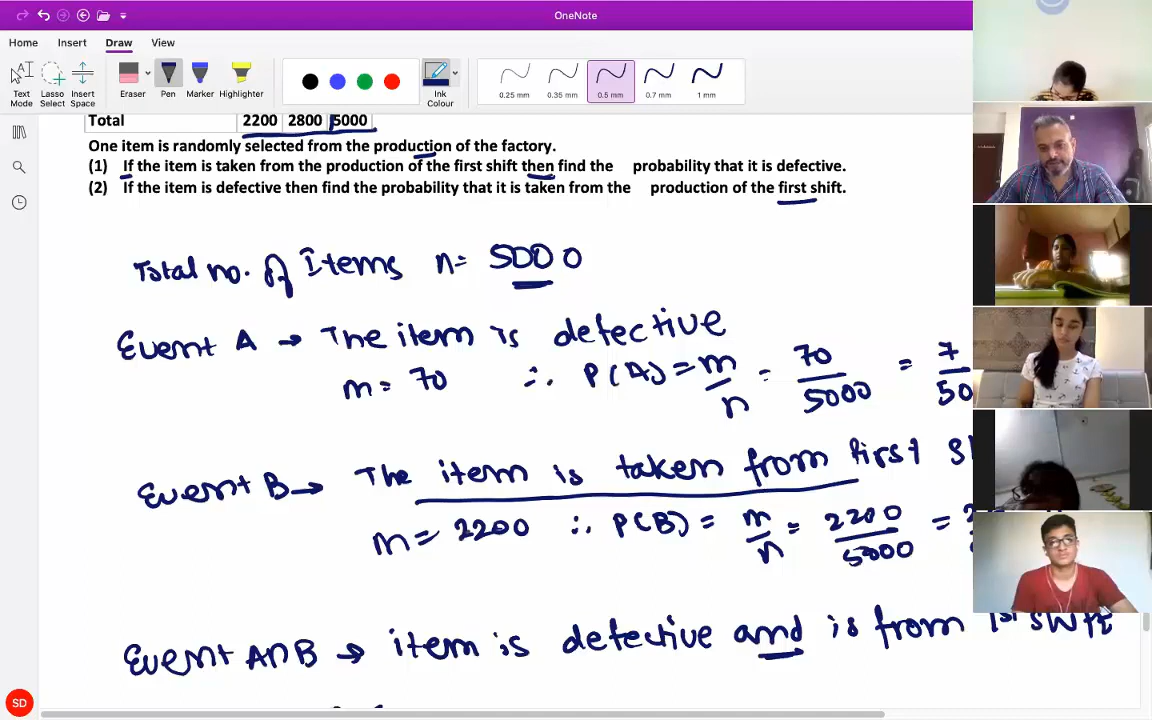 OneNote
Home Insert Draw View
Text Mode Lasso Select Insert Space Eraser Pen Marker Highlighter Ink Colour 0.25 mm 0.35 mm 0.5 mm 0.7 mm 1 mm
Total 2200 2800 5000
One item is randomly selected from the production of the factory.
(1) If the item is taken from the production of the first shift then find the probability that it is defective.
(2) If the item is defective then find the probability that it is taken from the production of the first shift.
Total no. of Items n= 5000
Event A → The item is defective
m = 70 ∴ P(A) = m/n = 70/5000 = 7/50
Event B → The item is taken from first S
m = 2200 ∴ P(B) = m/n = 2200/5000 =
Event A∩B → item is defective and is from 1st shift
SD